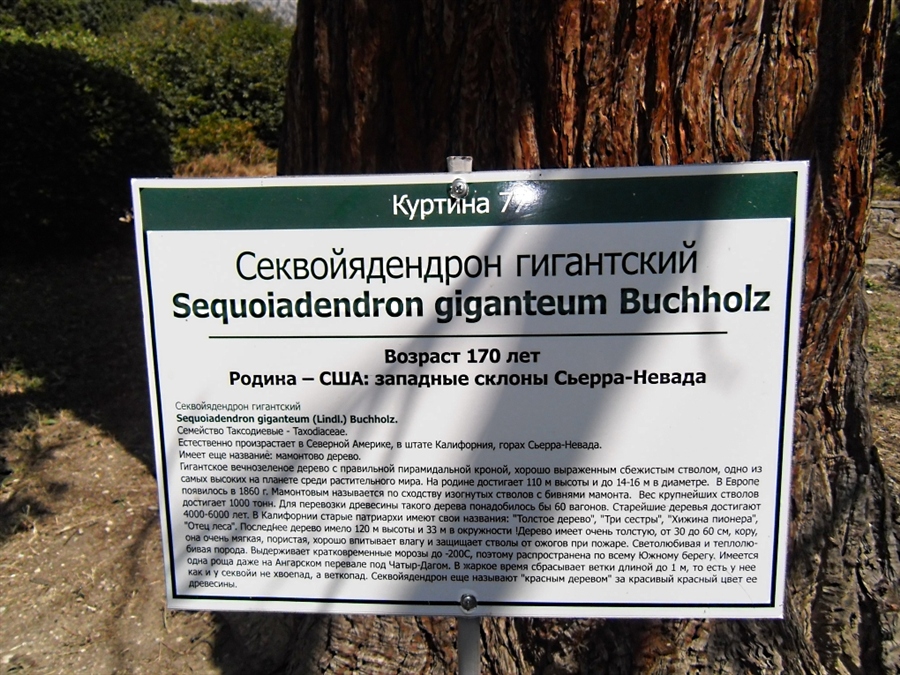 Куртина 77
Секвойядендрон гигантский
Sequoiadendron giganteum Buchholz
Возраст 170 лет
Родина – США: западные склоны Сьерра-Невада
Секвойядендрон гигантский
Sequoiadendron giganteum (Lindl.) Buchholz.
Семейство Таксодиевые - Taxodiaceae.
Естественно произрастает в Северной Америке, в штате Калифорния, горах Сьерра-Невада.
Имеет еще название: мамонтово дерево.
Гигантское вечнозеленое дерево с правильной пирамидальной кроной, хорошо выраженным сбежистым стволом, одно из
самых высоких на планете среди растительного мира. На родине достигает 110 м высоты и до 14-16 м в диаметре. В Европе
появилось в 1860 г. Мамонтовым называется по сходству изогнутых стволов с бивнями мамонта. Вес крупнейших стволов
достигает 1000 тонн. Для перевозки древесины такого дерева понадобилось бы 60 вагонов. Старейшие деревья достигают
4000-6000 лет. В Калифорнии старые патриархи имеют свои названия: "Толстое дерево", "Три сестры", "Хижина пионера",
"Отец леса". Последнее дерево имело 120 м высоты и 33 м в окружности !Дерево имеет очень толстую, от 30 до 60 см, кору,
она очень мягкая, пористая, хорошо впитывает влагу и защищает стволы от ожогов при пожаре. Светолюбивая и теплолю-
бивая порода. Выдерживает кратковременные морозы до -200С, поэтому распространена по всему Южному берегу. Имеется
одна роща даже на Ангарском перевале под Чатыр-Дагом. В жаркое время сбрасывает ветки длиной до 1 м, то есть у нее
как и у секвойи не хвоепад, а веткопад. Секвойядендрон еще называют "красным деревом" за красивый красный цвет ее
древесины.